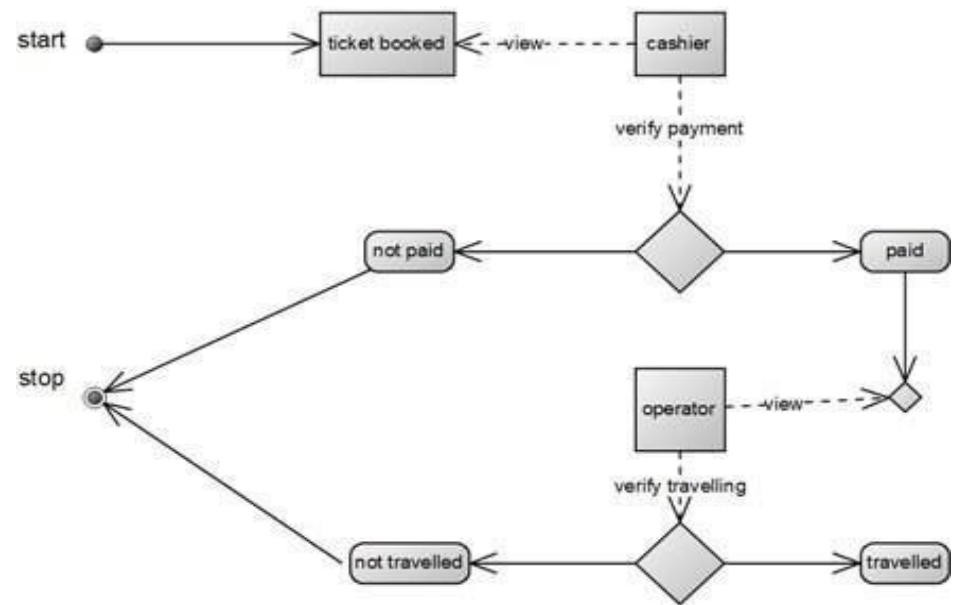 start
ticket booked
view
cashier
verify payment
not paid
paid
stop
operator
view
verify travelling
not travelled
travelled